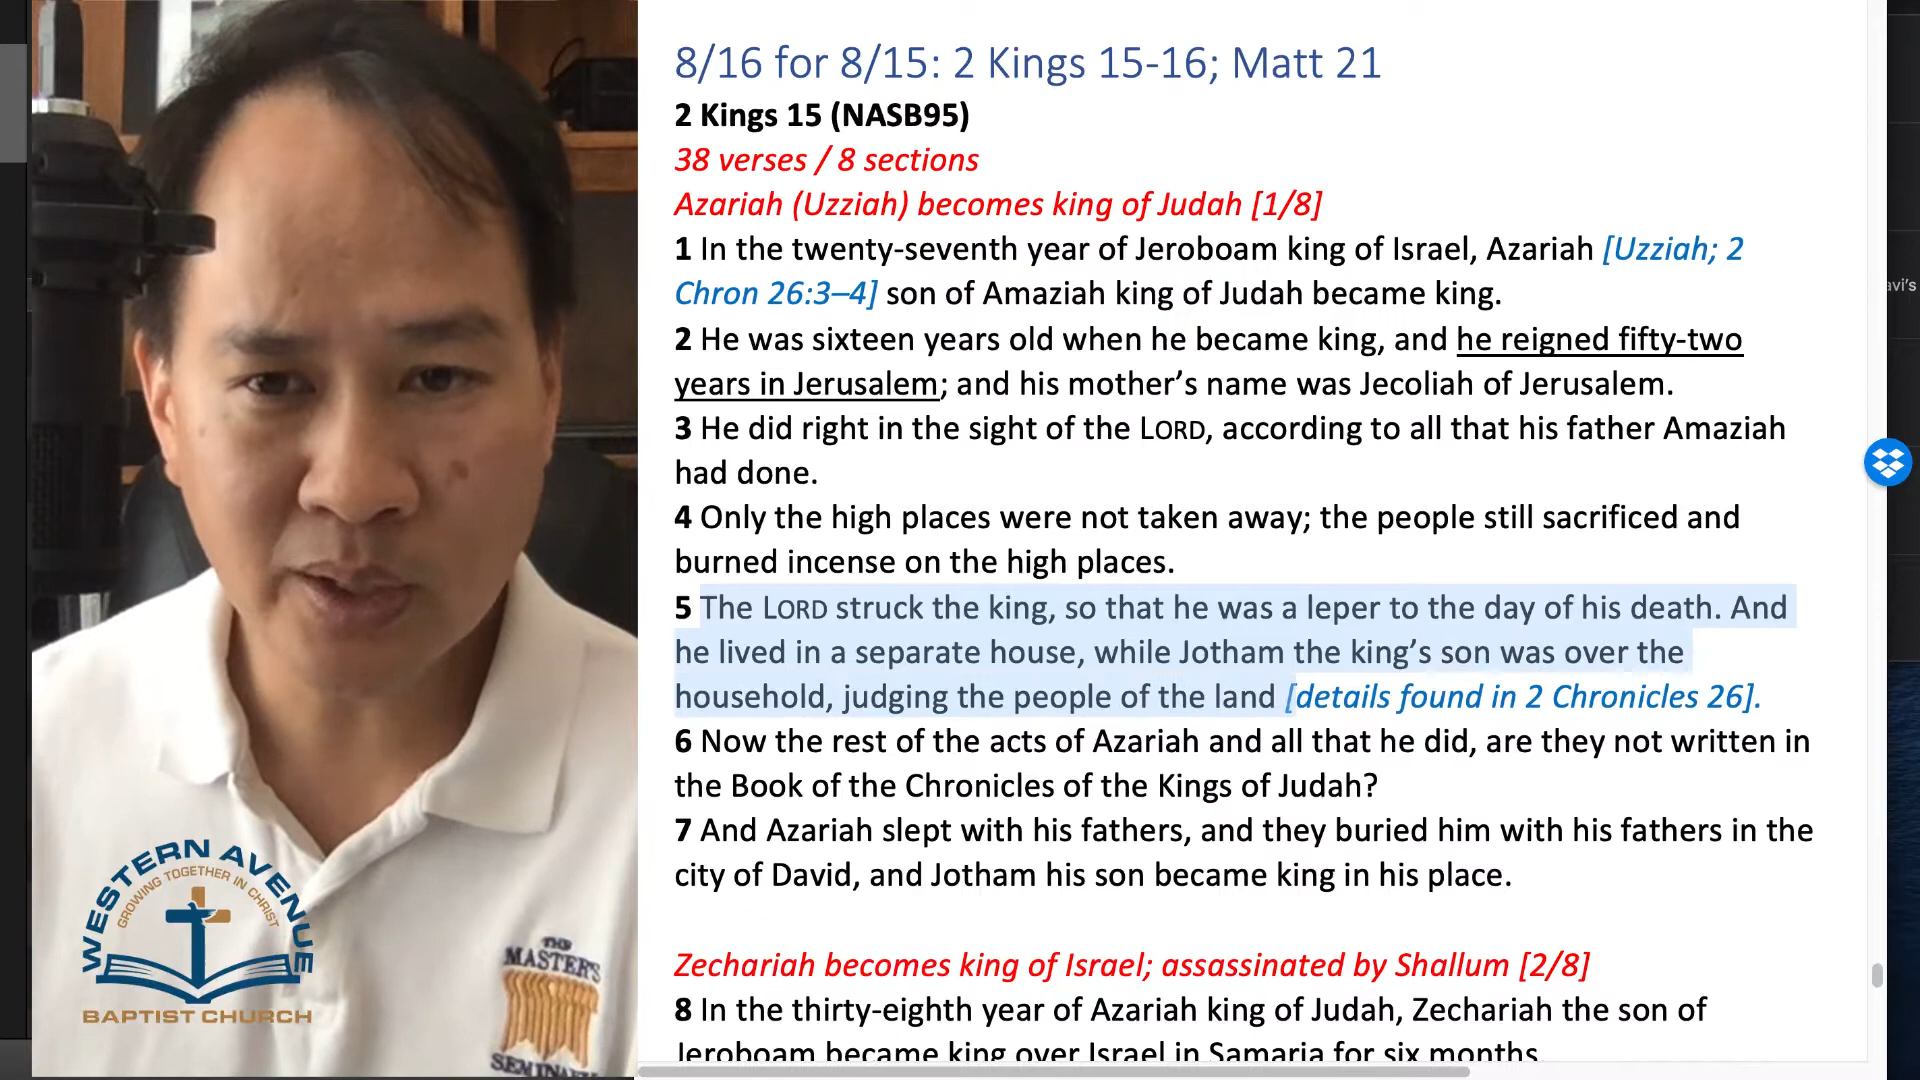 8/16 for 8/15: 2 Kings 15-16; Matt 21
2 Kings 15 (NASB95)
38 verses / 8 sections
Azariah (Uzziah) becomes king of Judah [1/8]
1 In the twenty-seventh year of Jeroboam king of Israel, Azariah [Uzziah; 2
Chron 26:3–4] son of Amaziah king of Judah became king.
2 He was sixteen years old when he became king, and he reigned fifty-two
years in Jerusalem; and his mother’s name was Jecoliah of Jerusalem.
3 He did right in the sight of the LORD, according to all that his father Amaziah
had done.
4 Only the high places were not taken away; the people still sacrificed and
burned incense on the high places.
5 The LORD struck the king, so that he was a leper to the day of his death. And
he lived in a separate house, while Jotham the king’s son was over the
household, judging the people of the land [details found in 2 Chronicles 26].
6 Now the rest of the acts of Azariah and all that he did, are they not written in
the Book of the Chronicles of the Kings of Judah?
7 And Azariah slept with his fathers, and they buried him with his fathers in the
city of David, and Jotham his son became king in his place.
Zechariah becomes king of Israel; assassinated by Shallum [2/8]
8 In the thirty-eighth year of Azariah king of Judah, Zechariah the son of
Jeroboam became king over Israel in Samaria for six months.
WESTERN AVENUE
GROWING TOGETHER IN CHRIST
BAPTIST CHURCH
THE
MASTER'S
SEMINARY
avi’s